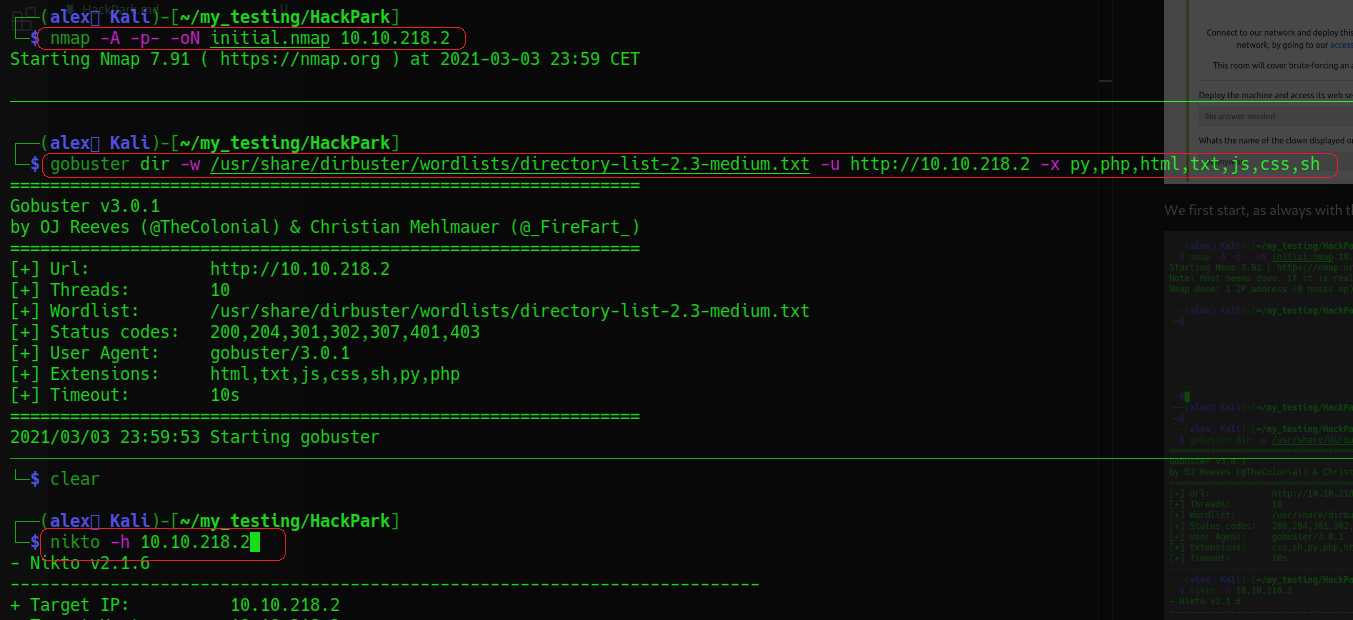 ┌──(alex Kali)-[~/my_testing/HackPark]
└─$ nmap -A -p- -oN initial.nmap 10.10.218.2
Starting Nmap 7.91 ( https://nmap.org ) at 2021-03-03 23:59 CET
┌──(alex Kali)-[~/my_testing/HackPark]
└─$ gobuster dir -w /usr/share/dirbuster/wordlists/directory-list-2.3-medium.txt -u http://10.10.218.2 -x py,php,html,txt,js,css,sh
===============================================================
Gobuster v3.0.1
by OJ Reeves (@TheColonial) & Christian Mehlmauer (@_FireFart_)
===============================================================
[+] Url: http://10.10.218.2
[+] Threads: 10
[+] Wordlist: /usr/share/dirbuster/wordlists/directory-list-2.3-medium.txt
[+] Status codes: 200,204,301,302,307,401,403
[+] User Agent: gobuster/3.0.1
[+] Extensions: html,txt,js,css,sh,py,php
[+] Timeout: 10s
===============================================================
2021/03/03 23:59:53 Starting gobuster
└─$ clear
┌──(alex Kali)-[~/my_testing/HackPark]
└─$ nikto -h 10.10.218.2
- Nikto v2.1.6
---------------------------------------------------------------------------
+ Target IP: 10.10.218.2
HackPark.md
Connect to our network and deploy this
network, by going to our access
This room will cover brute-forcing an a
Deploy the machine and access its web se
No answer needed
Whats the name of the clown displayed on
We first start, as always with th
(alex Kali)-[~/my_testing/HackPark
$ nmap -A -p- -oN initial.nmap 10.
Starting Nmap 7.91 ( https://nmap.or
Note: Host seems down. If it is real
Nmap done: 1 IP address (0 hosts up)
(alex Kali)-[~/my_testing/HackPa
(alex Kali)-[~/my_testing/HackPa
(alex Kali)-[~/my_testing/HackPa
$ gobuster dir -w /usr/share/dirbu
Gobuster v3.0.1
by OJ Reeves (@TheColonial) & Christ
[+] Url: http://10.10.218
[+] Threads: 10
[+] Wordlist: /usr/share/dirbu
[+] Status codes: 200,204,301,302,
[+] User Agent: gobuster/3.0.1
[+] Extensions: css,sh,py,php,ht
[+] Timeout: 10s
(alex Kali)-[~/my_testing/HackPa
$ nikto -h 10.10.218.2
- Nikto v2.1.6